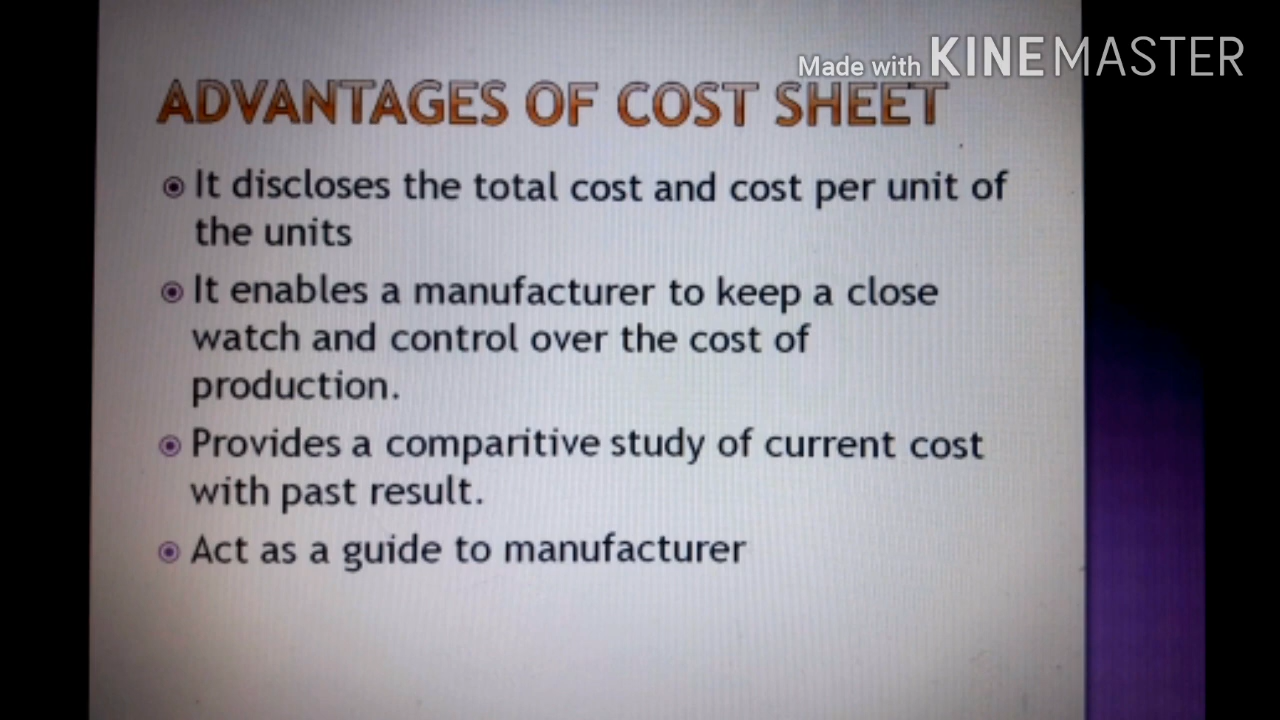 Made with KINEMASTER
ADVANTAGES OF COST SHEET
It discloses the total cost and cost per unit of
the units
It enables a manufacturer to keep a close
watch and control over the cost of
production.
Provides a comparitive study of current cost
with past result.
Act as a guide to manufacturer